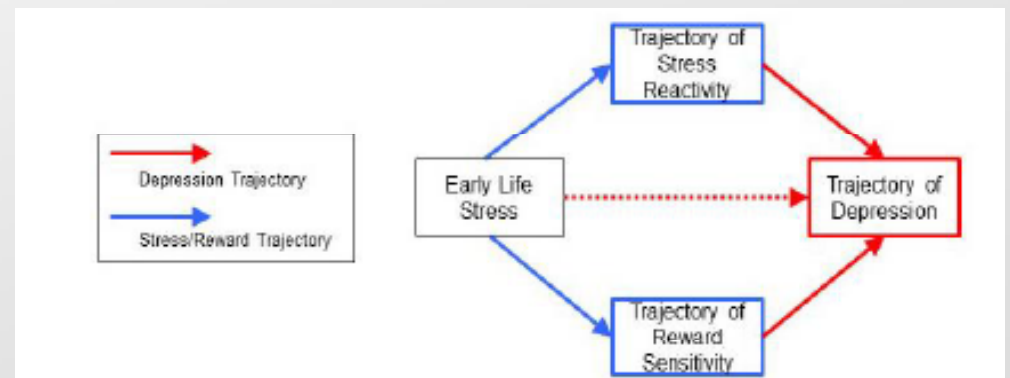 Trajectory of
Stress
Reactivity
Depression Trajectory
Stress/Reward Trajectory
Early Life
Stress
Trajectory of
Depression
Trajectory of
Reward
Sensitivity